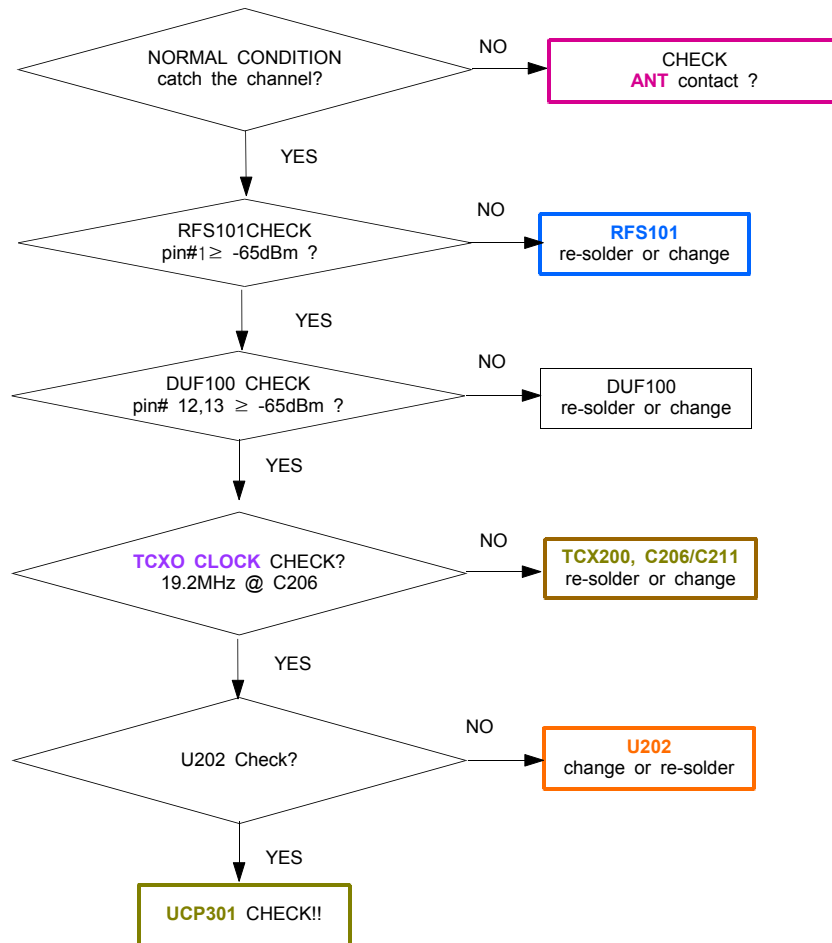 NORMAL CONDITION
catch the channel?
NO
CHECK
ANT contact ?
YES
RFS101CHECK
pin#1≥ -65dBm ?
NO
RFS101
re-solder or change
YES
DUF100 CHECK
pin# 12,13 ≥ -65dBm ?
NO
DUF100
re-solder or change
YES
TCXO CLOCK CHECK?
19.2MHz @ C206
NO
TCX200, C206/C211
re-solder or change
YES
U202 Check?
NO
U202
change or re-solder
YES
UCP301 CHECK!!